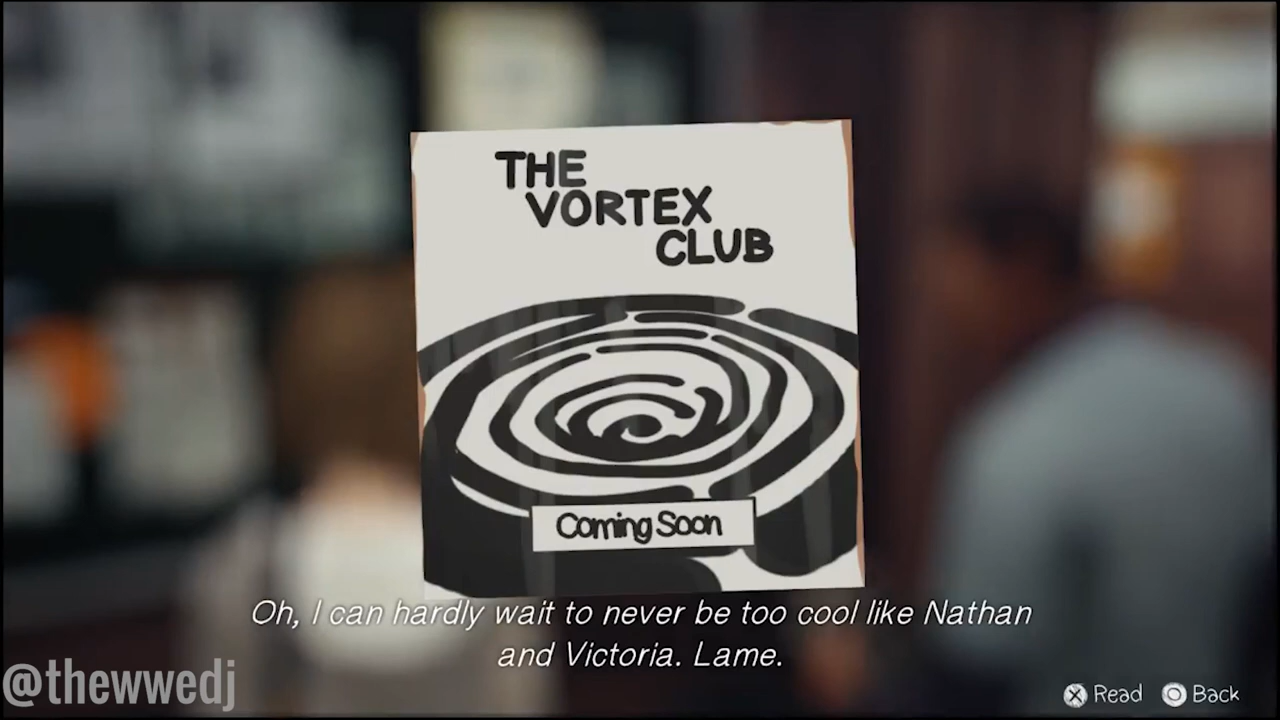 THE
VORTEX
CLUB
Coming Soon
Oh, I can hardly wait to never be too cool like Nathan
and Victoria. Lame.
@thewwedj
Read Back